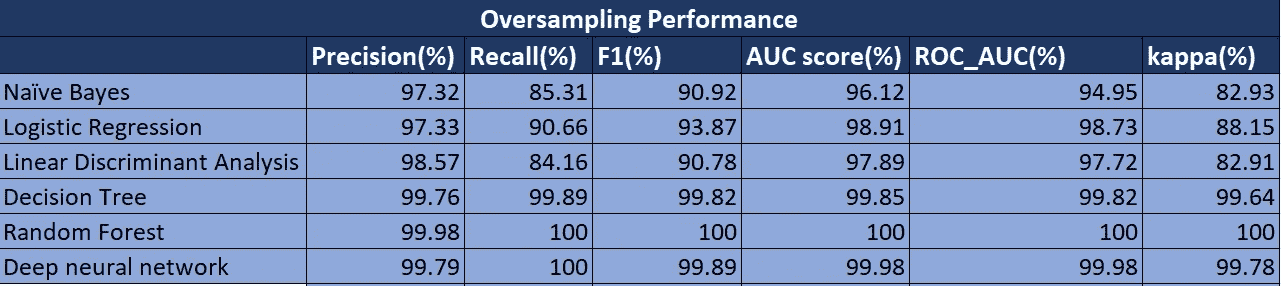 Oversampling Performance
Precision(%) Recall(%) F1(%) AUC score(%) ROC_AUC(%) kappa(%)
Naïve Bayes 97.32 85.31 90.92 96.12 94.95 82.93
Logistic Regression 97.33 90.66 93.87 98.91 98.73 88.15
Linear Discriminant Analysis 98.57 84.16 90.78 97.89 97.72 82.91
Decision Tree 99.76 99.89 99.82 99.85 99.82 99.64
Random Forest 99.98 100 100 100 100 100
Deep neural network 99.79 100 99.89 99.98 99.98 99.78